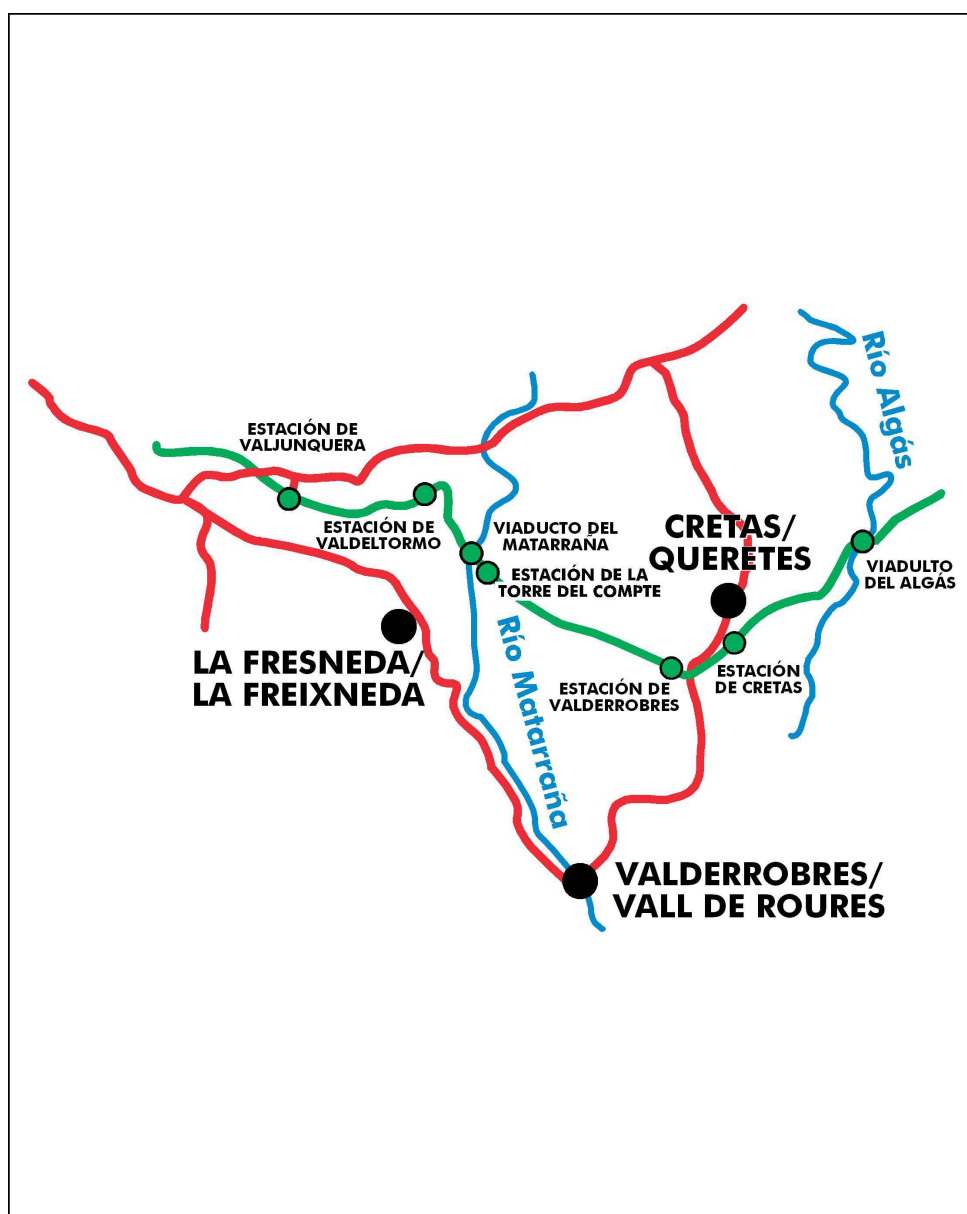 Río Algás
ESTACIÓN DE
VALJUNQUERA
ESTACIÓN DE
VALDELTORMO
VIADUCTO DEL
MATARRAÑA
ESTACIÓN DE LA
TORRE DEL COMPTE
CRETAS/
QUERETES
VIADULTO
DEL ALGÁS
LA FRESNEDA/
LA FREIXNEDA
Río Matarraña
ESTACIÓN DE
VALDERROBRES
ESTACIÓN
DE CRETAS
VALDERROBRES/
VALL DE ROURES